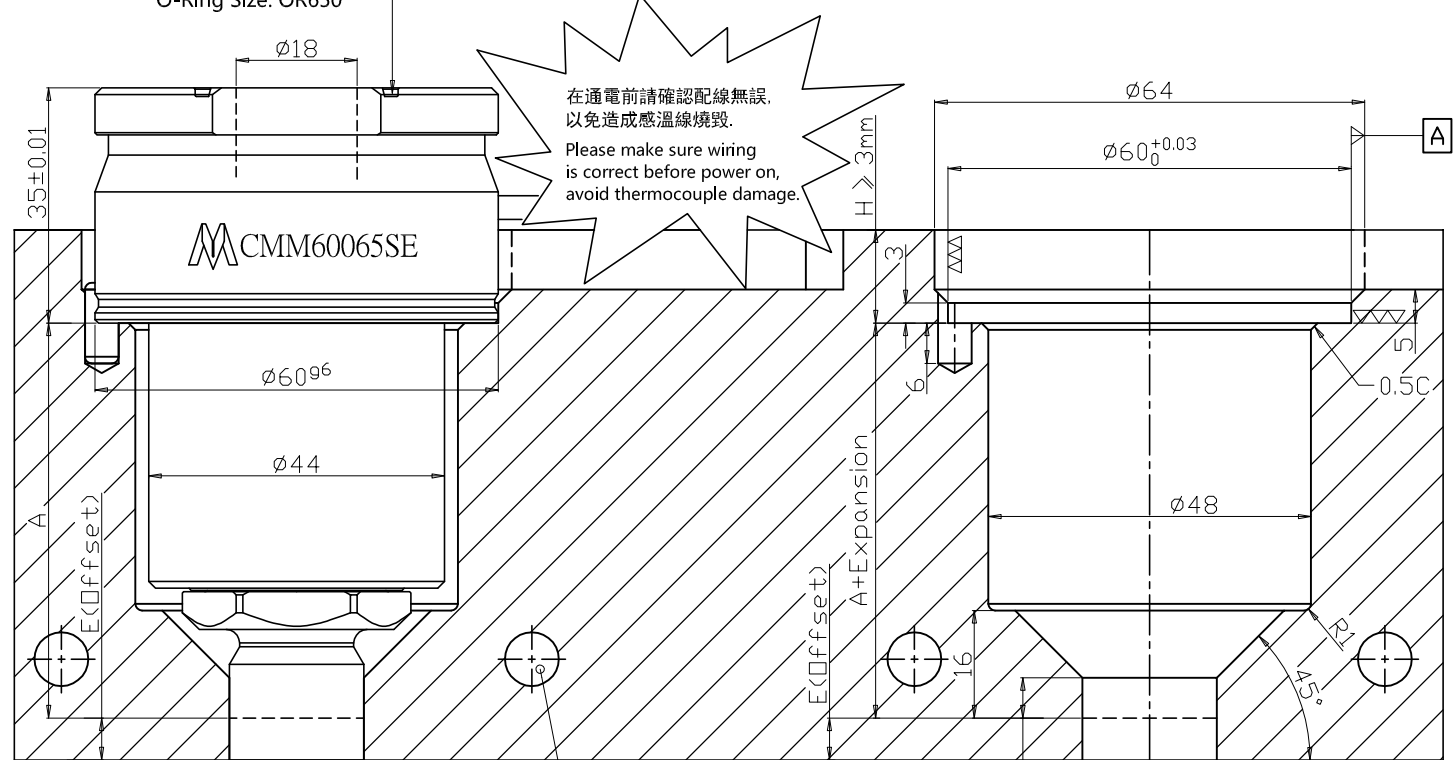 O-Ring Size: OR650
Ø18
35±0.01
CMM60065SE
在通電前請確認配線無誤,
以免造成感溫線燒毀.
Please make sure wiring
is correct before power on,
avoid thermocouple damage.
Ø60g6
Ø44
A
E(Offset)
Ø64
Ø60 +0.03 0
A
H ≥ 3mm
3
5
6
0.5C
Ø48
A+Expansion
E(Offset)
16
R1
45°